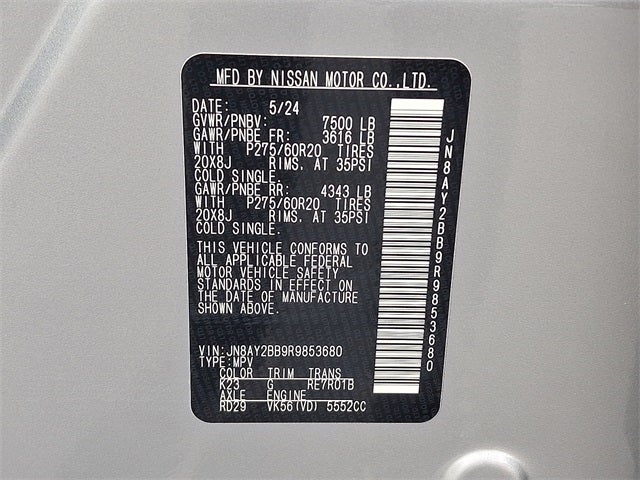 MFD BY NISSAN MOTOR CO.,LTD.
DATE: 5/24
GVWR/PNBV: 7500 LB
GAWR/PNBE FR: 3616 LB
WITH P275/60R20 TIRES
20X8J RIMS, AT 35PSI
COLD SINGLE.
GAWR/PNBE RR: 4343 LB
WITH P275/60R20 TIRES
20X8J RIMS, AT 35PSI
COLD SINGLE.
THIS VEHICLE CONFORMS TO
ALL APPLICABLE FEDERAL
MOTOR VEHICLE SAFETY
STANDARDS IN EFFECT ON
THE DATE OF MANUFACTURE
SHOWN ABOVE.
VIN:JN8AY2BB9R9853680
TYPE:MPV
COLOR TRIM TRANS
K23 G RE7R01B
AXLE ENGINE
RD29 VK56(VD) 5552CC
JN8AY2BB9R9853680